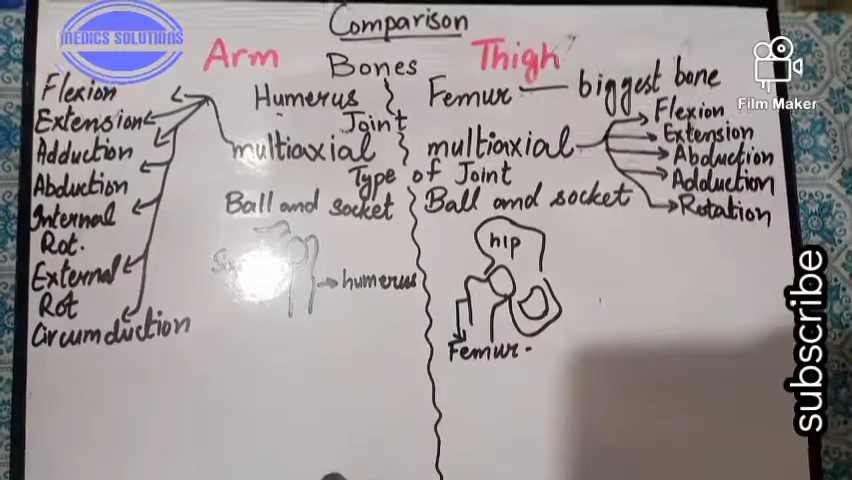 Comparison
MEDICS SOLUTIONS
Arm
Thigh
Bones
Humerus
Femur
biggest bone
Film Maker
Joint
multiaxial
multiaxial
Flexion
Extension
Adduction
Abduction
Internal
Rot.
External
Rot
Circumduction
Flexion
Extension
Abduction
Adduction
Rotation
Type of Joint
Ball and socket
Ball and socket
humerus
hip
Femur
subscribe